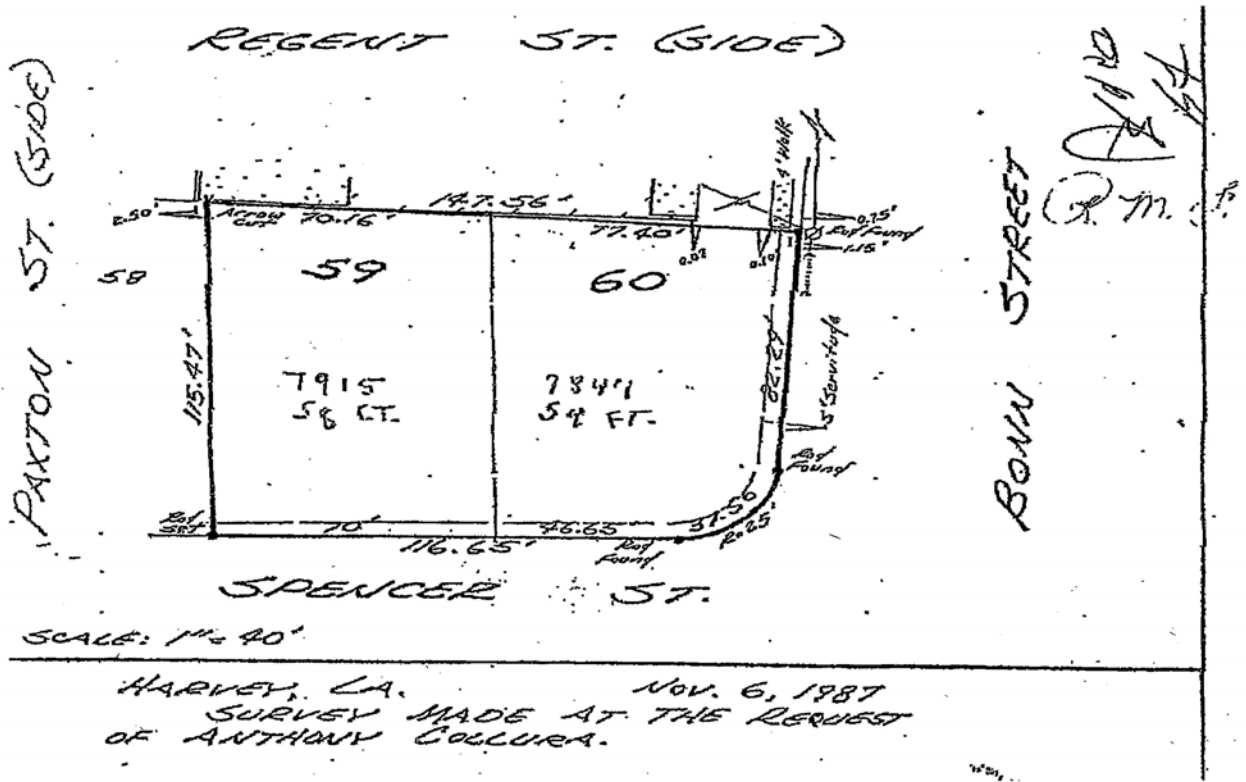 REGENT ST. (SIDE)
PAXTON ST. (SIDE)
BONN STREET
4' Walk
147.56'
2.50'
ARROW CUT
70.16'
77.40'
0.02
0.10
0.75'
Rod Found
1.15'
58
59
60
115.47'
82.29'
5' Servitude
7915
SQ FT.
SQ FT.
Rod Found
Rod SET
70'
46.65
37.56
R=25'
116.65'
Rod Found
SPENCER ST.
SCALE: 1"=40'
HARVEY, LA. NOV. 6, 1987
SURVEY MADE AT THE REQUEST
OF ANTHONY COLLURA.